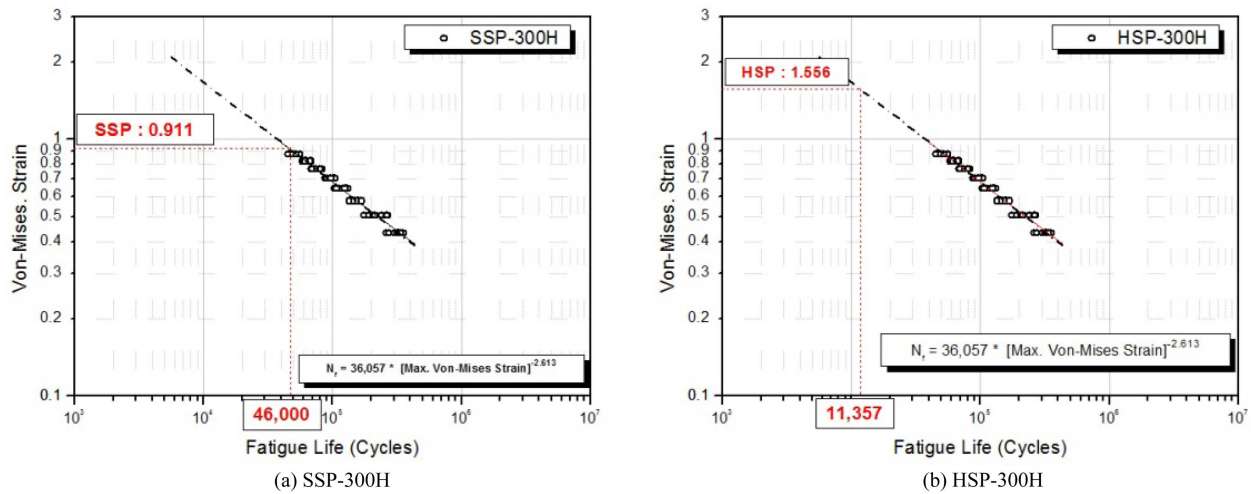 3
2
1
0.9
0.8
0.7
0.6
0.5
0.4
0.3
0.2
0.1
Von-Mises. Strain
SSP-300H
SSP : 0.911
N_f = 36,057 * [Max. Von-Mises Strain]^-2.613
10^3 10^4 10^5 10^6 10^7
46,000
Fatigue Life (Cycles)
(a) SSP-300H
3
2
1
0.9
0.8
0.7
0.6
0.5
0.4
0.3
0.2
0.1
Von-Mises. Strain
HSP-300H
HSP : 1.556
N_f = 36,057 * [Max. Von-Mises Strain]^-2.613
10^3 10^5 10^6 10^7
11,357
Fatigue Life (Cycles)
(b) HSP-300H